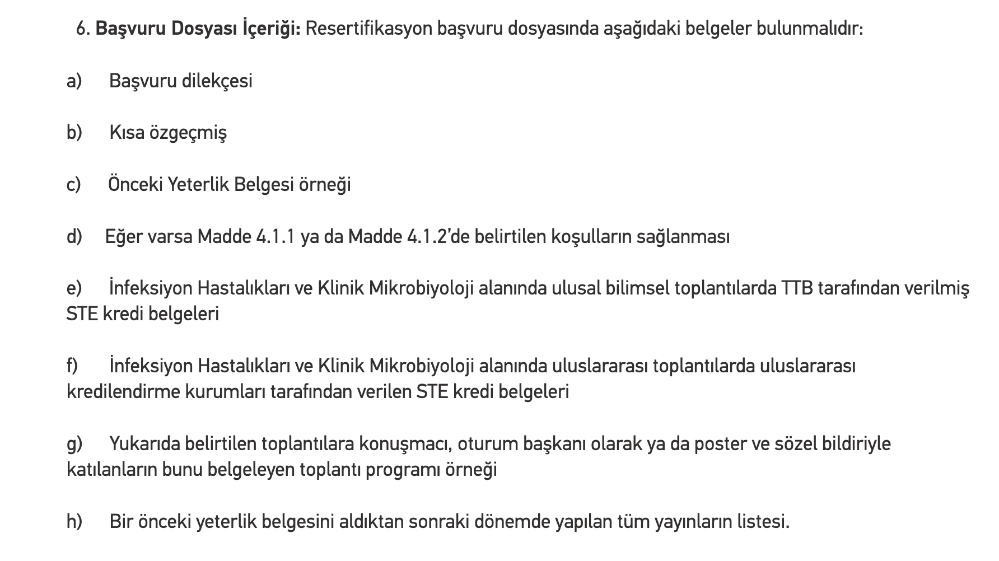 6. Başvuru Dosyası İçeriği: Resertifikasyon başvuru dosyasında aşağıdaki belgeler bulunmalıdır:
a) Başvuru dilekçesi
b) Kısa özgeçmiş
c) Önceki Yeterlik Belgesi örneği
d) Eğer varsa Madde 4.1.1 ya da Madde 4.1.2’de belirtilen koşulların sağlanması
e) İnfeksiyon Hastalıkları ve Klinik Mikrobiyoloji alanında ulusal bilimsel toplantılarda TTB tarafından verilmiş
STE kredi belgeleri
f) İnfeksiyon Hastalıkları ve Klinik Mikrobiyoloji alanında uluslararası toplantılarda uluslararası
kredilendirme kurumları tarafından verilen STE kredi belgeleri
g) Yukarıda belirtilen toplantılara konuşmacı, oturum başkanı olarak ya da poster ve sözel bildiriyle
katılanların bunu belgeleyen toplantı programı örneği
h) Bir önceki yeterlik belgesini aldıktan sonraki dönemde yapılan tüm yayınların listesi.